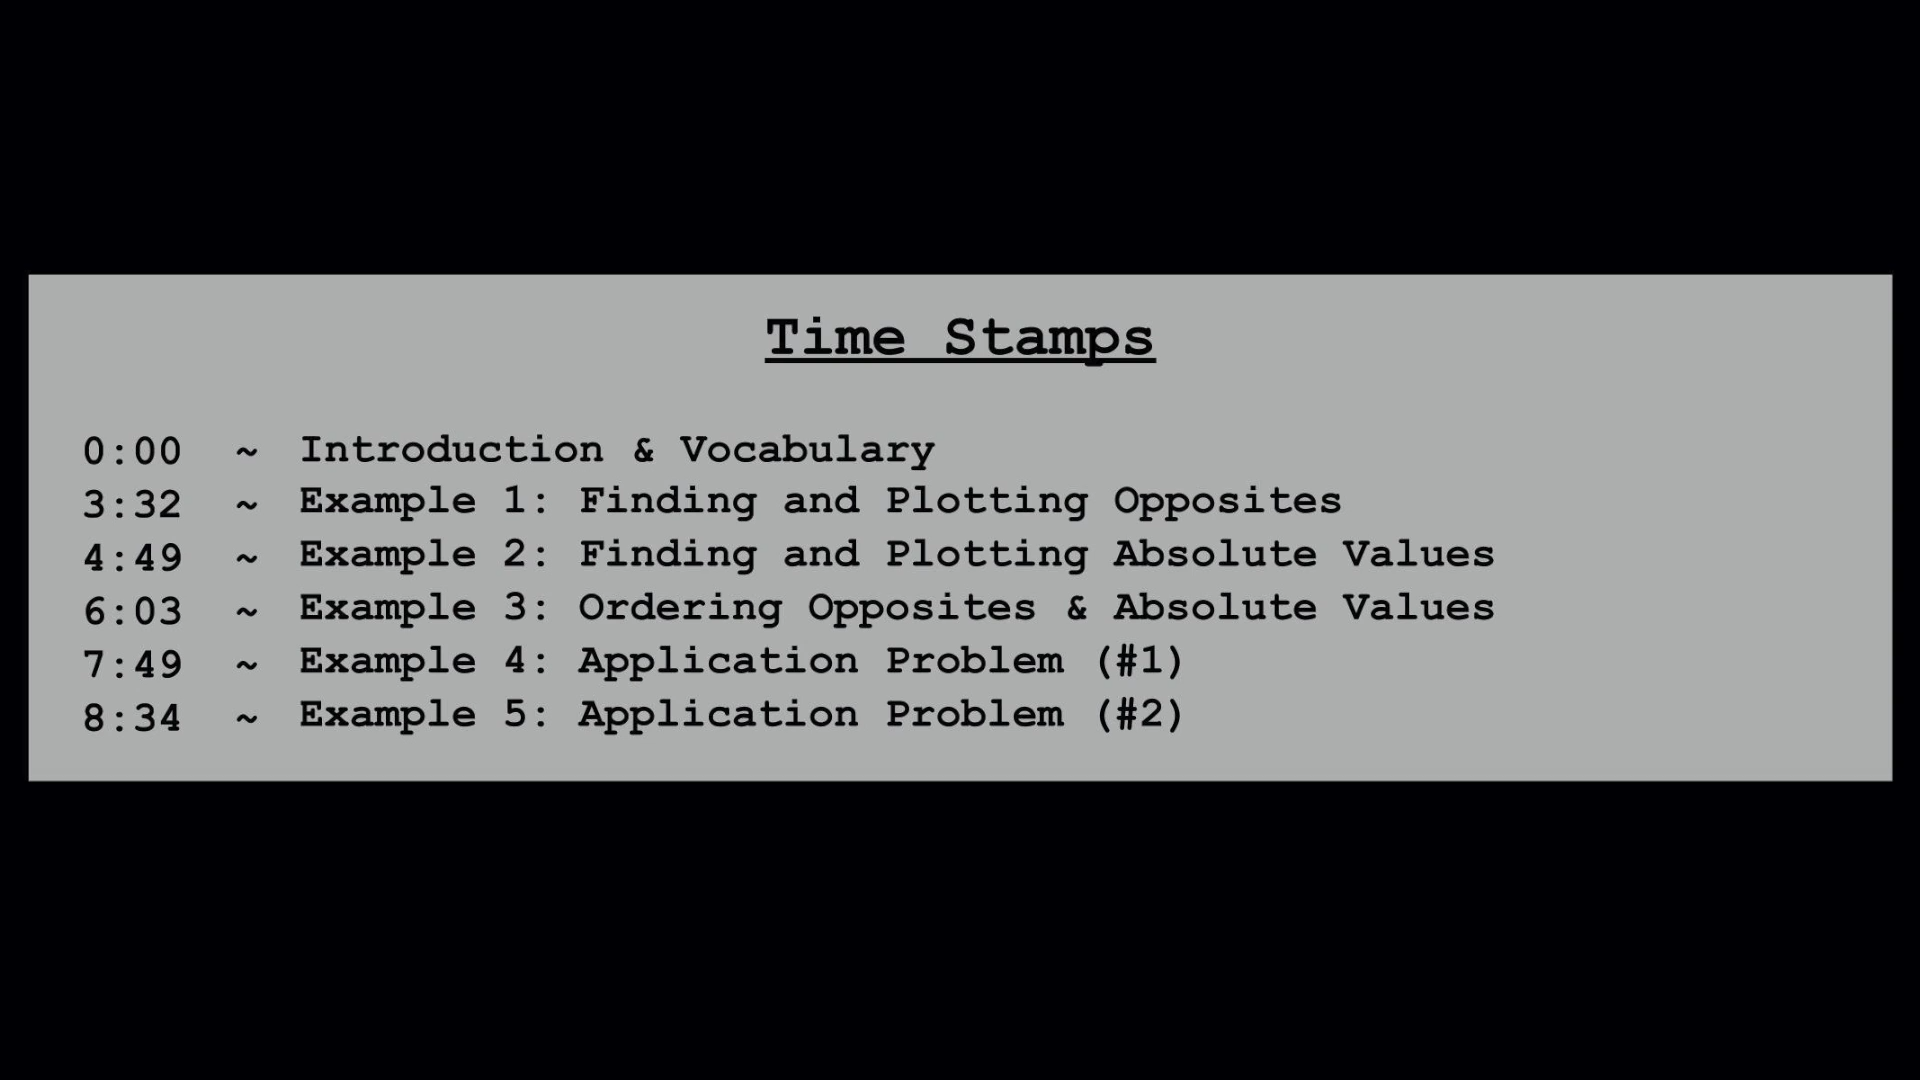 Time Stamps
0:00 ~ Introduction & Vocabulary
3:32 ~ Example 1: Finding and Plotting Opposites
4:49 ~ Example 2: Finding and Plotting Absolute Values
6:03 ~ Example 3: Ordering Opposites & Absolute Values
7:49 ~ Example 4: Application Problem (#1)
8:34 ~ Example 5: Application Problem (#2)